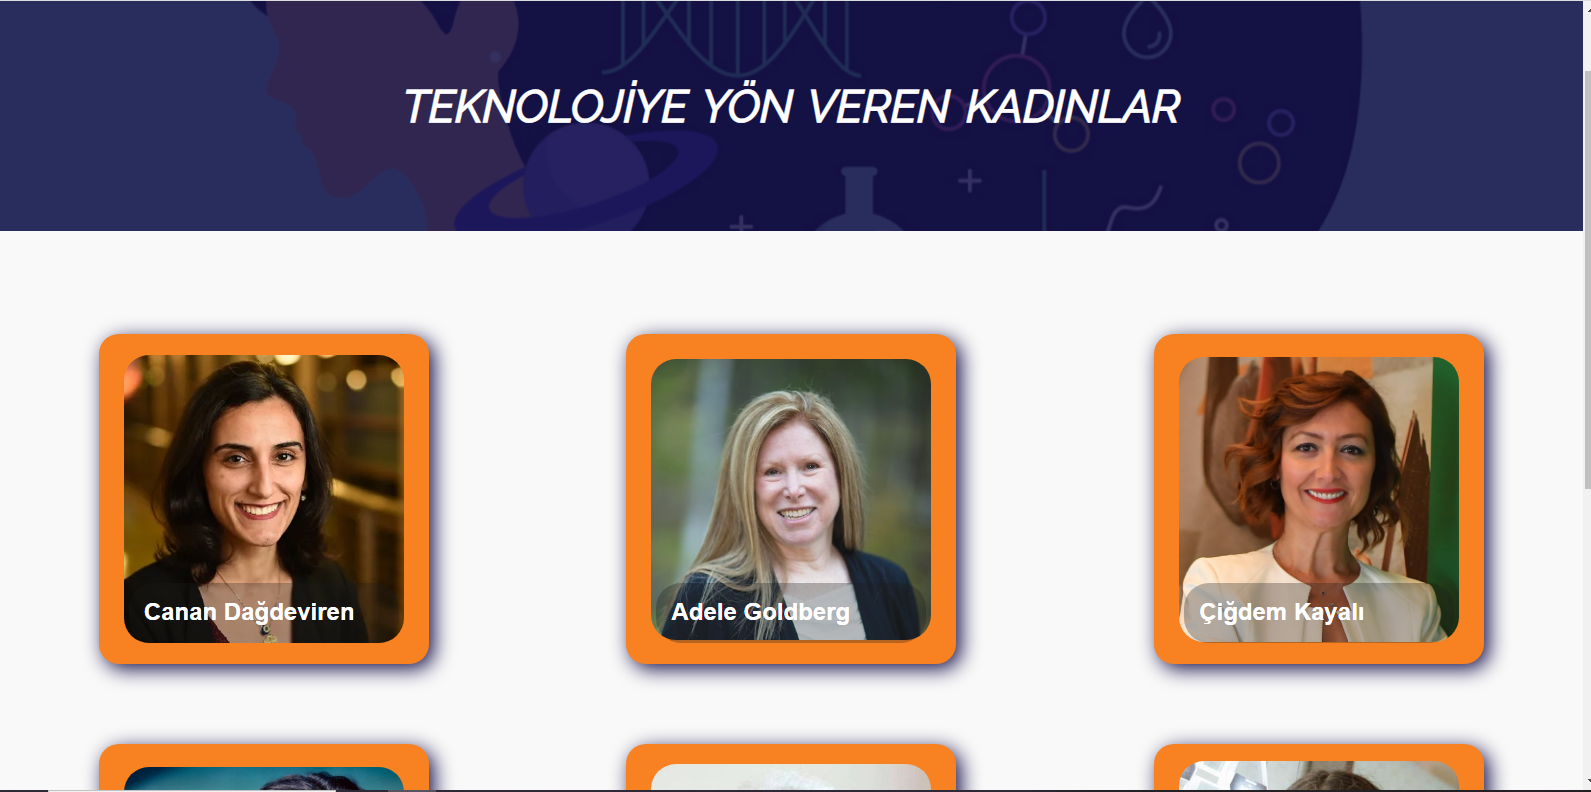 TEKNOLOJİYE YÖN VEREN KADINLAR
Canan Dağdeviren
Adele Goldberg
Çiğdem Kayalı